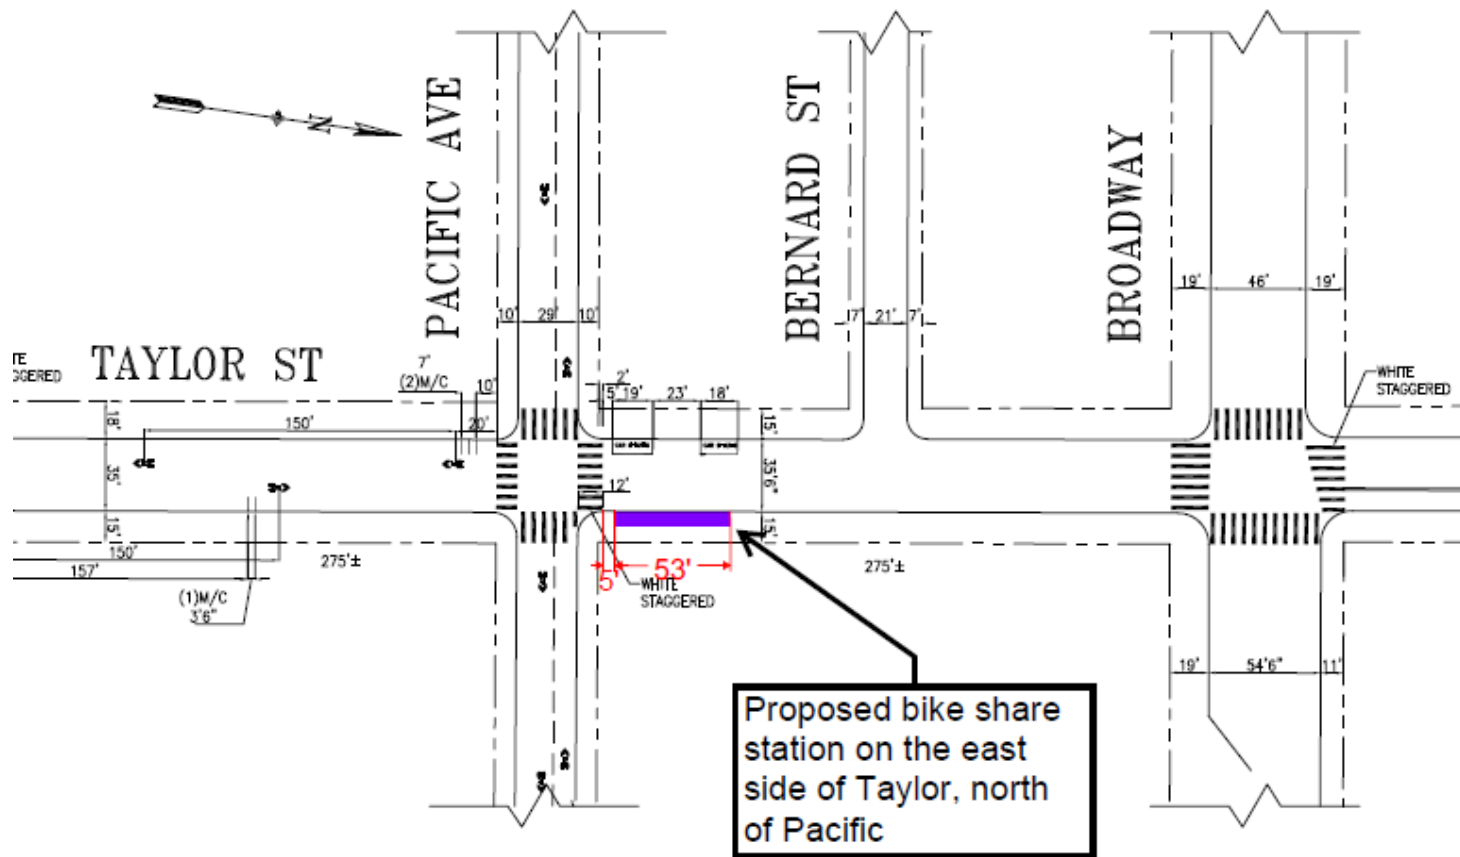 PACIFIC AVE
BERNARD ST
BROADWAY
N
TAYLOR ST
TE
GGERED
7'
(2)M/C
10'
150'
20'
18'
35'
15'
150'
157'
(1)M/C
3'6"
275'±
10'
29'
10'
2'
5'
19'
23'
18'
15'
35'6"
15'
12'
5'
53'
WHITE
STAGGERED
275'±
7'
21'
7'
19'
46'
19'
WHITE
STAGGERED
19'
54'6"
11'
Proposed bike share
station on the east
side of Taylor, north
of Pacific